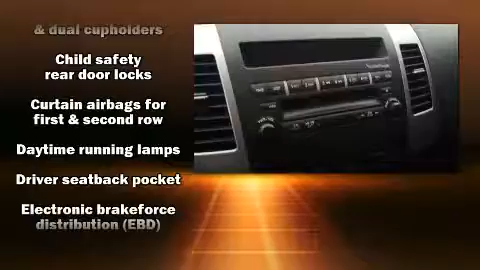 & dual cupholders
Child safety
rear door locks
Curtain airbags for
first & second row
Daytime running lamps
Driver seatback pocket
Electronic brakeforce
distribution (EBD)